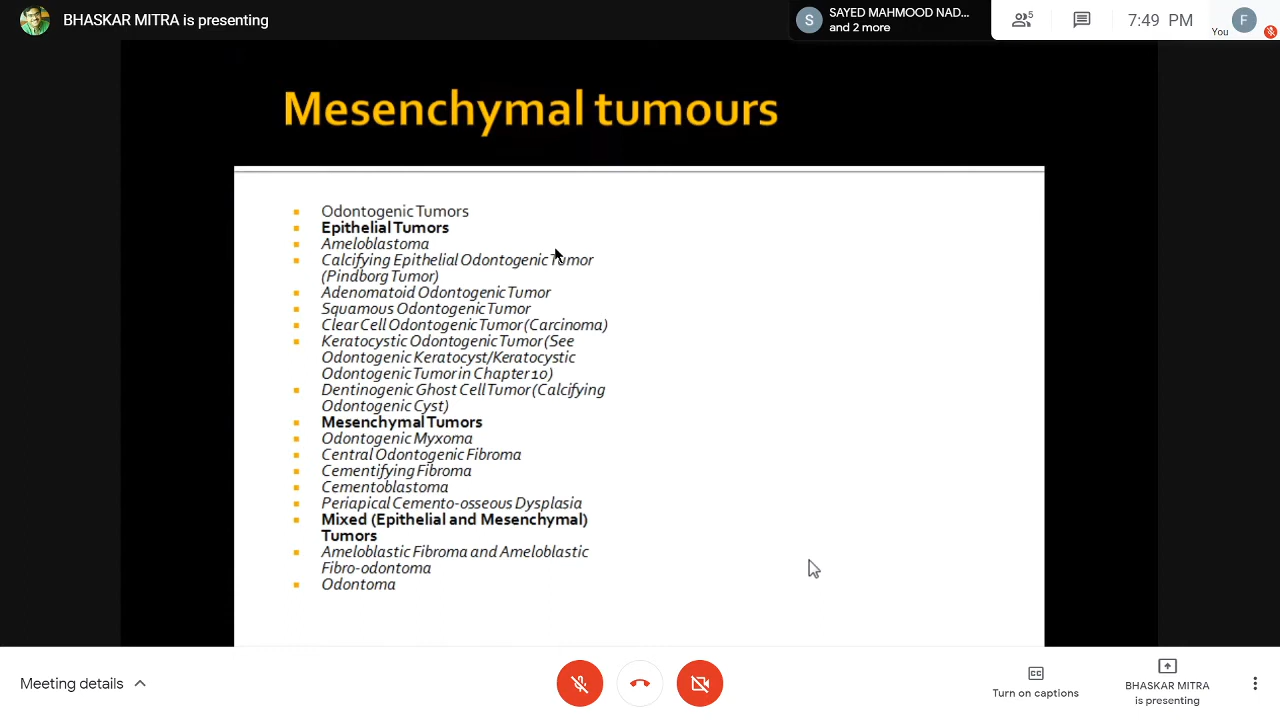 BHASKAR MITRA is presenting
S
SAYED MAHMOOD NAD...
and 2 more
5
7:49 PM
You
F
Mesenchymal tumours
Odontogenic Tumors
Epithelial Tumors
Ameloblastoma
Calcifying Epithelial Odontogenic Tumor
(Pindborg Tumor)
Adenomatoid Odontogenic Tumor
Squamous Odontogenic Tumor
Clear Cell Odontogenic Tumor (Carcinoma)
Keratocystic Odontogenic Tumor (See
Odontogenic Keratocyst/Keratocystic
Odontogenic Tumor in Chapter 10)
Dentinogenic Ghost Cell Tumor (Calcifying
Odontogenic Cyst)
Mesenchymal Tumors
Odontogenic Myxoma
Central Odontogenic Fibroma
Cementifying Fibroma
Cementoblastoma
Periapical Cemento-osseous Dysplasia
Mixed (Epithelial and Mesenchymal)
Tumors
Ameloblastic Fibroma and Ameloblastic
Fibro-odontoma
Odontoma
Meeting details
CC
Turn on captions
BHASKAR MITRA
is presenting